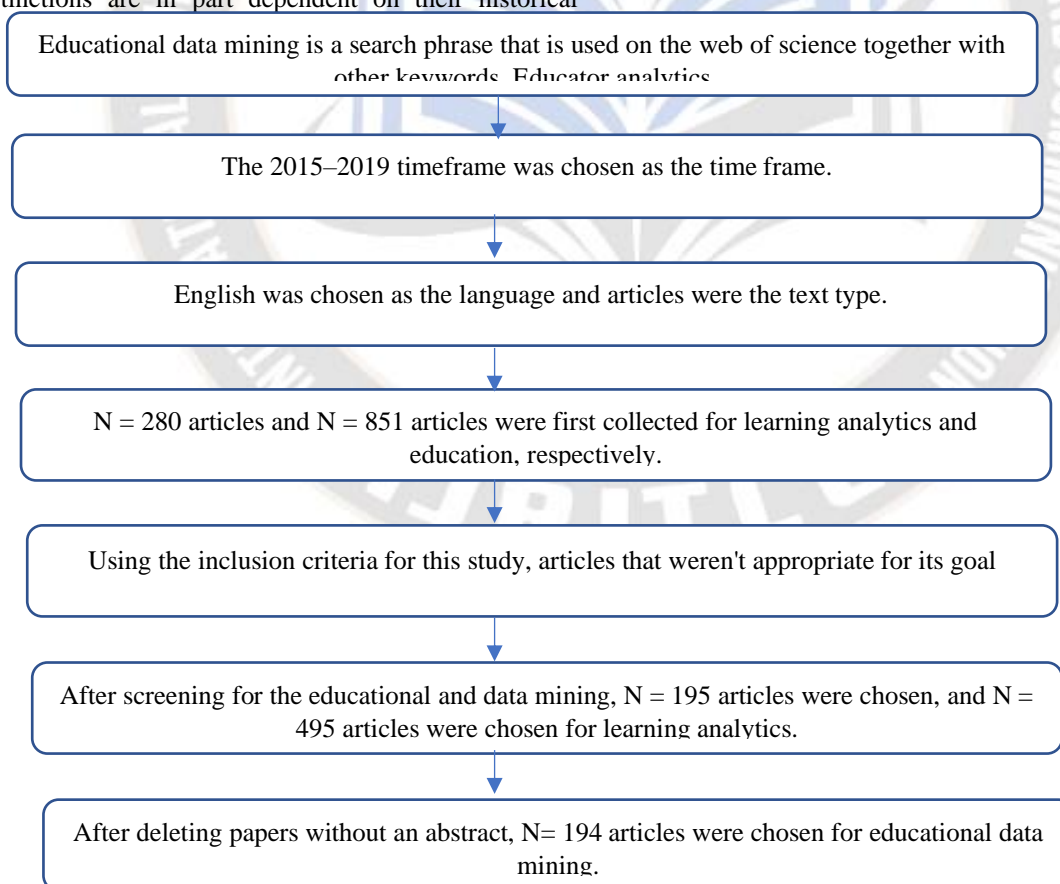 are in part dependent on their historical
Educational data mining is a search phrase that is used on the web of science together with
other keywords. Educator analytics
The 2015–2019 timeframe was chosen as the time frame.
English was chosen as the language and articles were the text type.
N = 280 articles and N = 851 articles were first collected for learning analytics and
education, respectively.
Using the inclusion criteria for this study, articles that weren't appropriate for its goal
After screening for the educational and data mining, N = 195 articles were chosen, and N =
495 articles were chosen for learning analytics.
After deleting papers without an abstract, N= 194 articles were chosen for educational data
mining.